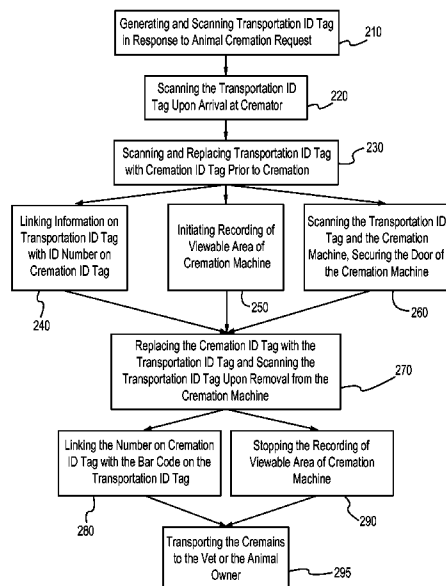 Generating and Scanning Transportation ID Tag
in Response to Animal Cremation Request
210
Scanning the Transportation ID
Tag Upon Arrival at Cremator
220
Scanning and Replacing Transportation ID Tag
with Cremation ID Tag Prior to Cremation
230
Linking Information on
Transportation ID Tag
with ID Number on
Cremation ID Tag
240
Initiating Recording of
Viewable Area of
Cremation Machine
250
Scanning the Transportation ID
Tag and the Cremation
Machine, Securing the Door of
the Cremation Machine
260
Replacing the Cremation ID Tag with the
Transportation ID Tag and Scanning the
Transportation ID Tag Upon Removal from the
Cremation Machine
270
Linking the Number on Cremation
ID Tag with the Bar Code on the
Transportation ID Tag
280
Stopping the Recording of
Viewable Area of Cremation
Machine
290
Transporting the Cremains
to the Vet or the Animal
Owner
295